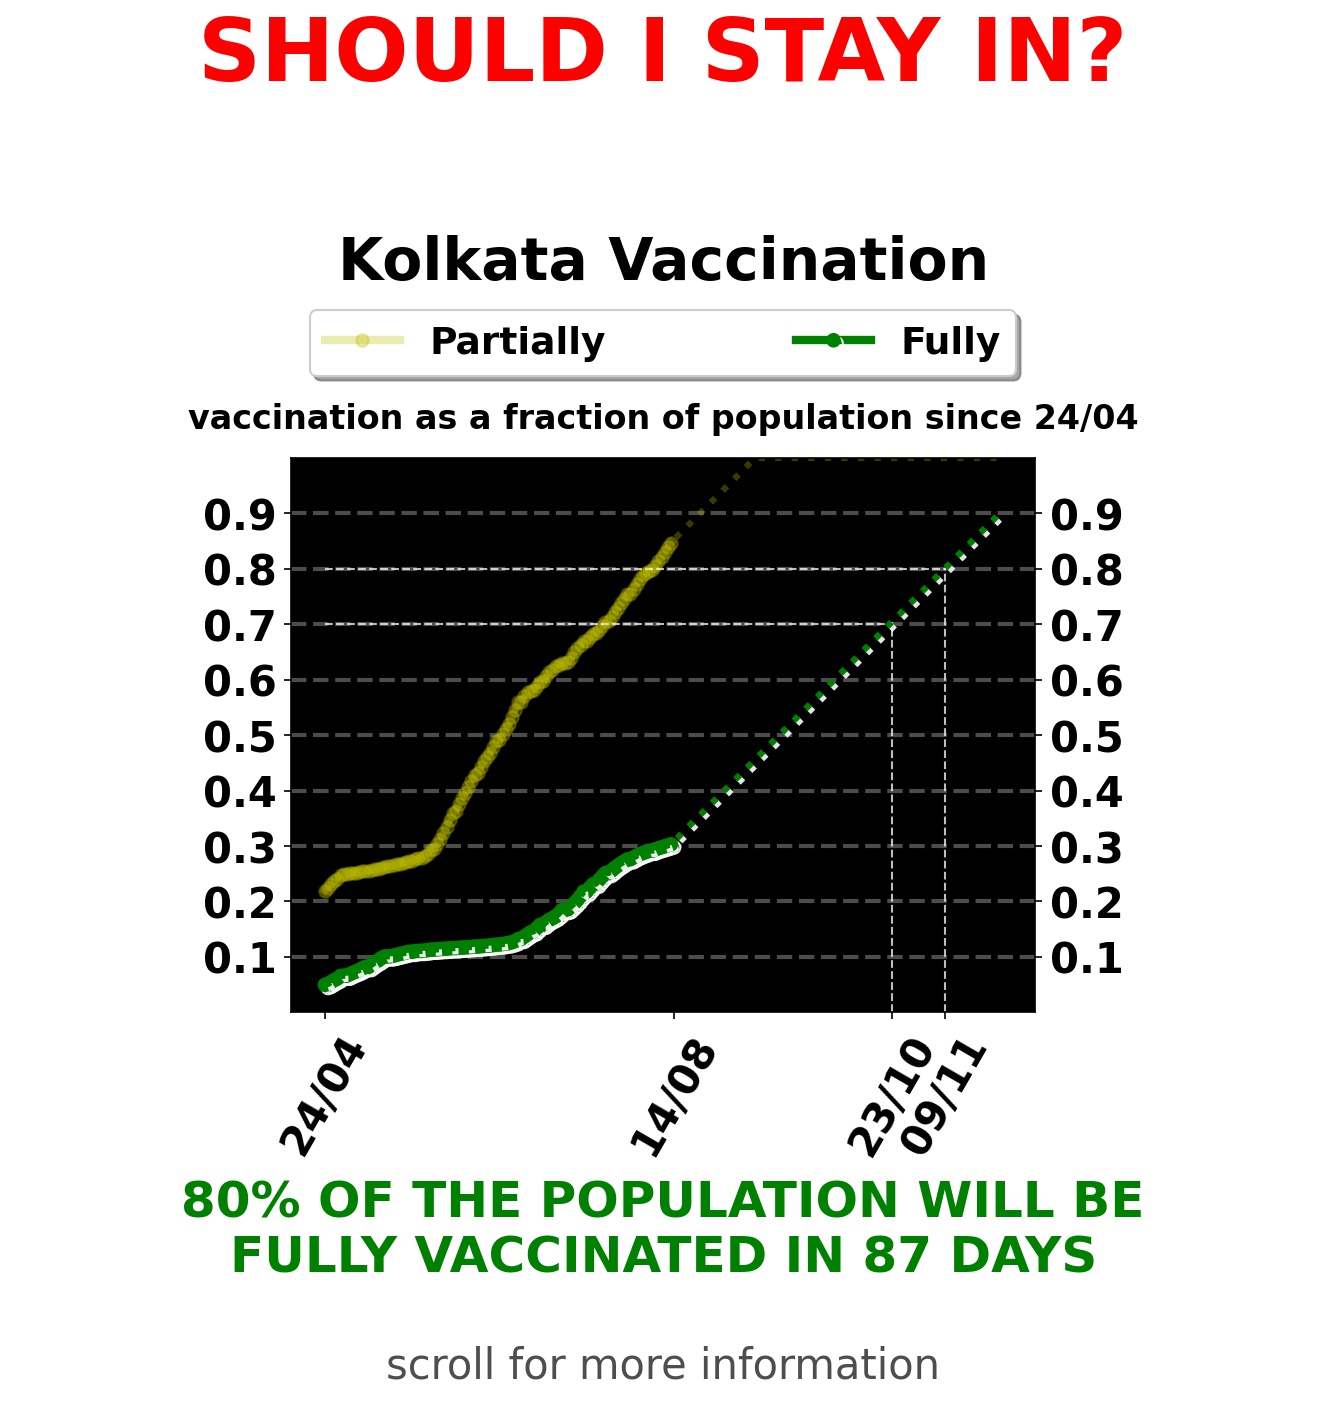 SHOULD I STAY IN?
Kolkata Vaccination
Partially Fully
vaccination as a fraction of population since 24/04
0.9 0.9
0.8 0.8
0.7 0.7
0.6 0.6
0.5 0.5
0.4 0.4
0.3 0.3
0.2 0.2
0.1 0.1
24/04 14/08 23/10 09/11
80% OF THE POPULATION WILL BE
FULLY VACCINATED IN 87 DAYS
scroll for more information